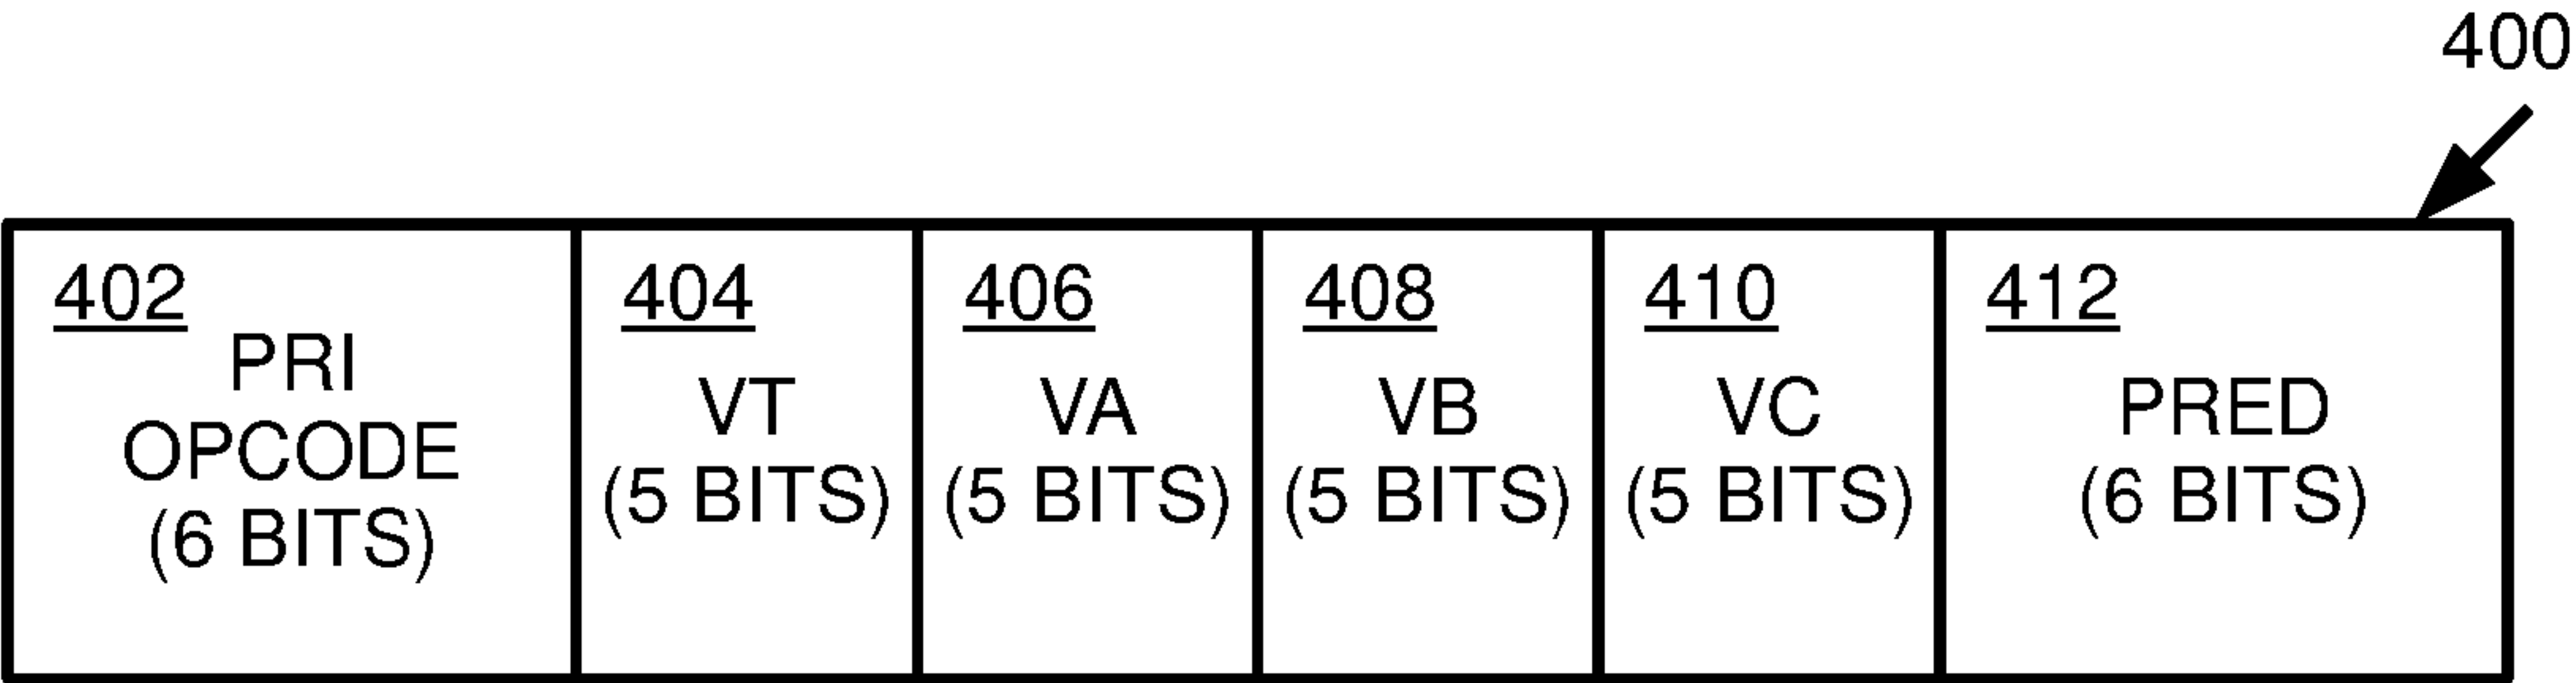 400
402
PRI
OPCODE
(6 BITS)
404
VT
(5 BITS)
406
VA
(5 BITS)
408
VB
(5 BITS)
410
VC
(5 BITS)
412
PRED
(6 BITS)